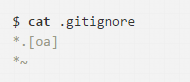 $ cat .gitignore
*.[oa]
*~